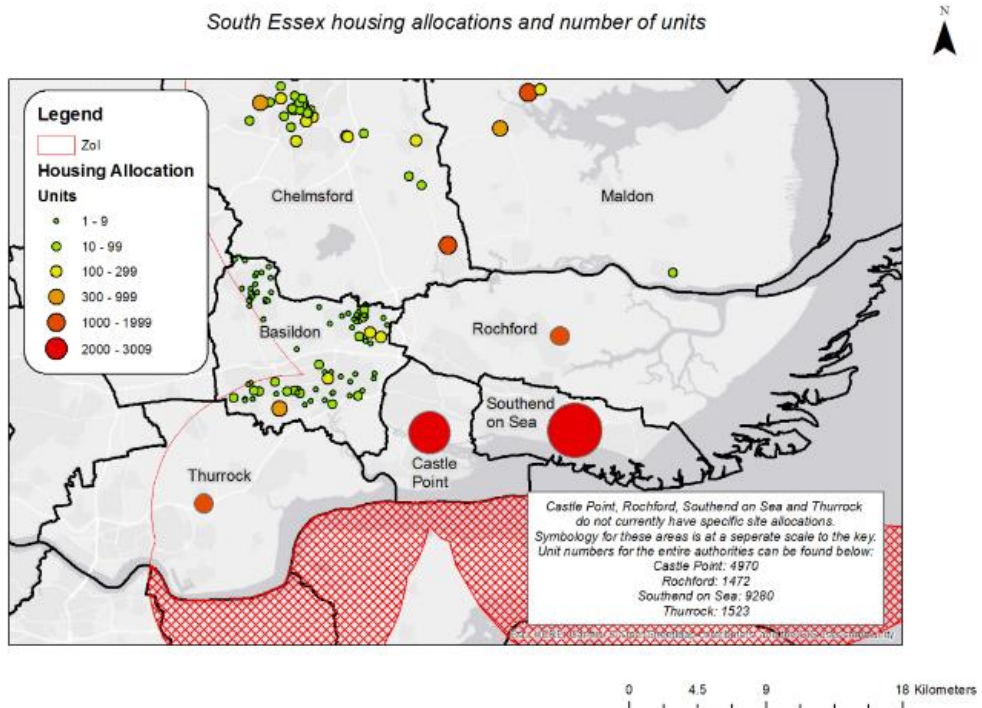 South Essex housing allocations and number of units
N
Legend
ZoI
Housing Allocation
Units
1 - 9
10 - 99
100 - 299
300 - 999
1000 - 1999
2000 - 3009
Chelmsford
Maldon
Basildon
Rochford
Southend
on Sea
Castle
Point
Thurrock
Castle Point, Rochford, Southend on Sea and Thurrock
do not currently have specific site allocations.
Symbology for these areas is at a seperate scale to the key.
Unit numbers for the entire authorities can be found below:
Castle Point: 4970
Rochford: 1472
Southend on Sea: 9280
Thurrock: 1523
0 4.5 9 18 Kilometers